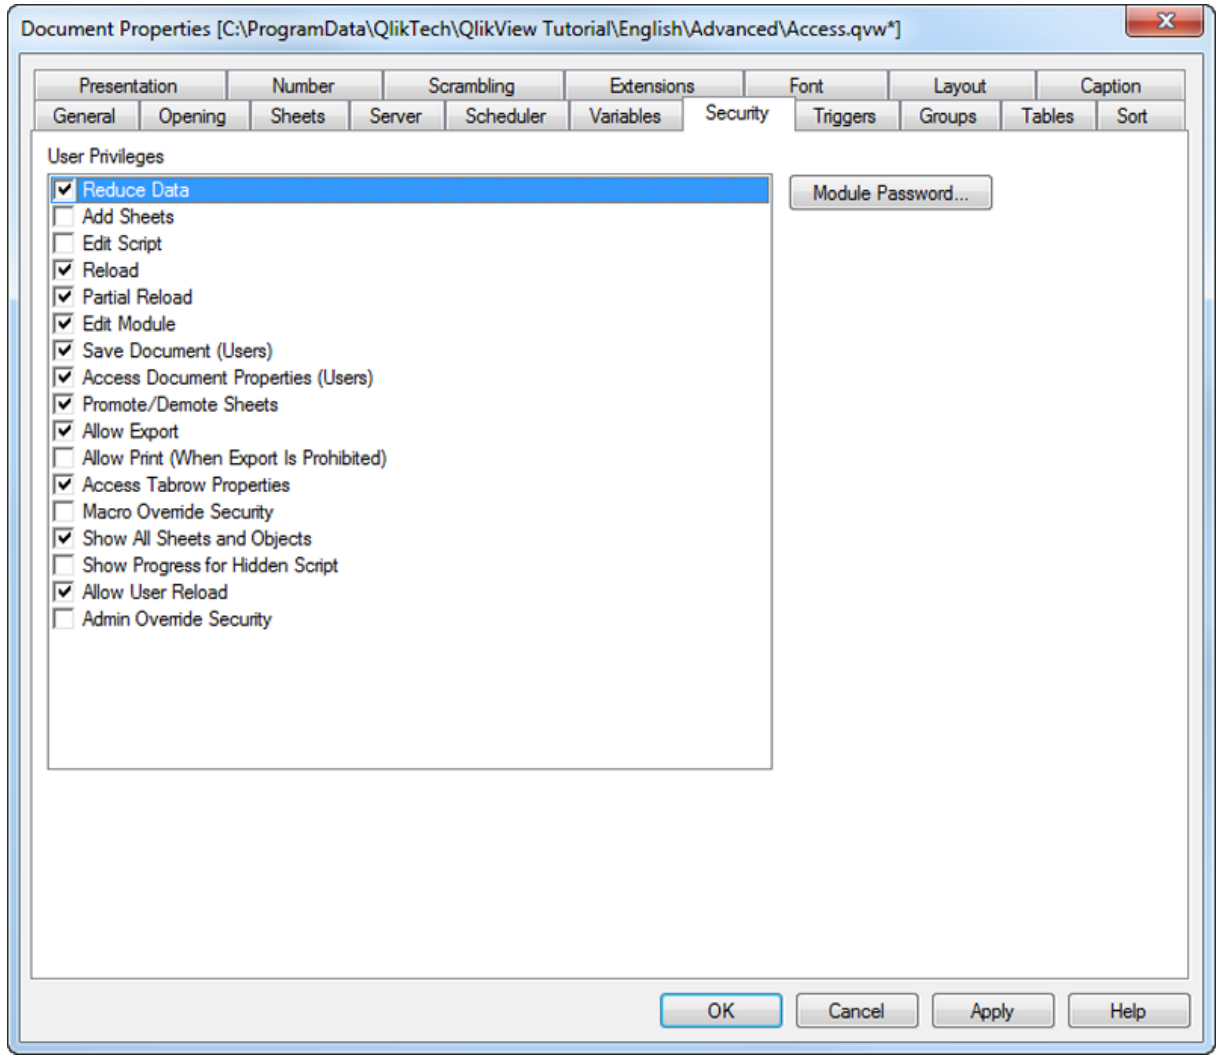 Document Properties [C:\ProgramData\QlikTech\QlikView Tutorial\English\Advanced\Access.qvw*]
Presentation Number Scrambling Extensions Font Layout Caption
General Opening Sheets Server Scheduler Variables Security Triggers Groups Tables Sort
User Privileges
Reduce Data
Module Password...
Add Sheets
Edit Script
Reload
Partial Reload
Edit Module
Save Document (Users)
Access Document Properties (Users)
Promote/Demote Sheets
Allow Export
Allow Print (When Export Is Prohibited)
Access Tabrow Properties
Macro Override Security
Show All Sheets and Objects
Show Progress for Hidden Script
Allow User Reload
Admin Override Security
OK Cancel Apply Help